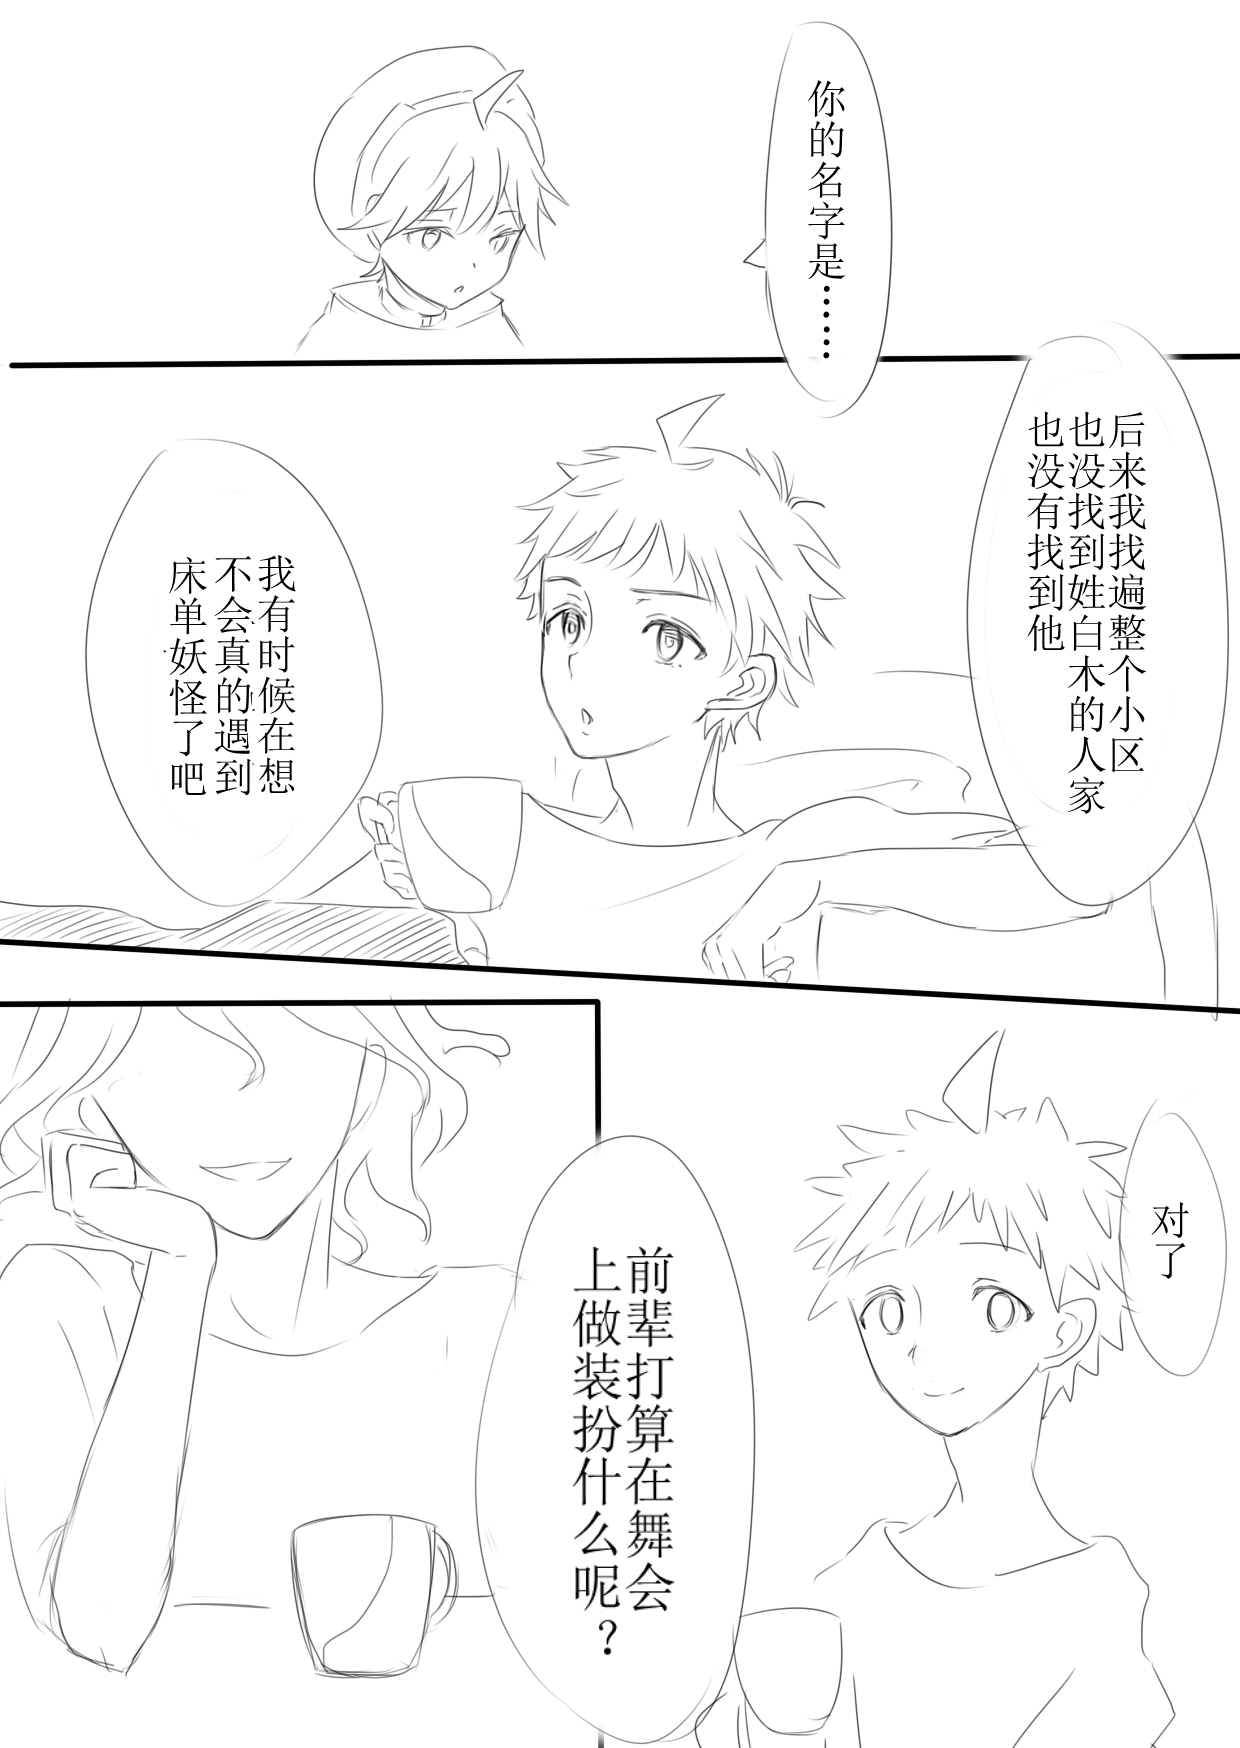 你的名字是……
后来我找遍整个小区
也没找到姓白木的人家
也没有找到他
我有时候在想
不会真的遇到
床单妖怪了吧
对了
前辈打算在舞会
上做装扮什么呢？